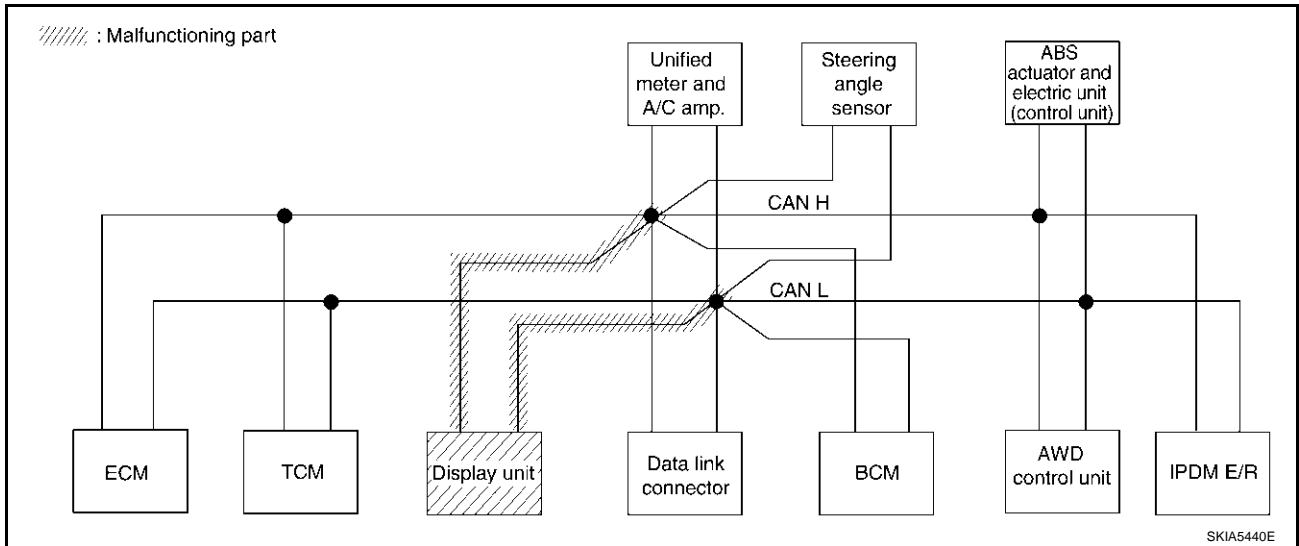 : Malfunctioning part
Unified
meter and
A/C amp.
Steering
angle
sensor
ABS
actuator and
electric unit
(control unit)
CAN H
CAN L
ECM
TCM
Display unit
Data link
connector
BCM
AWD
control unit
IPDM E/R
SKIA5440E